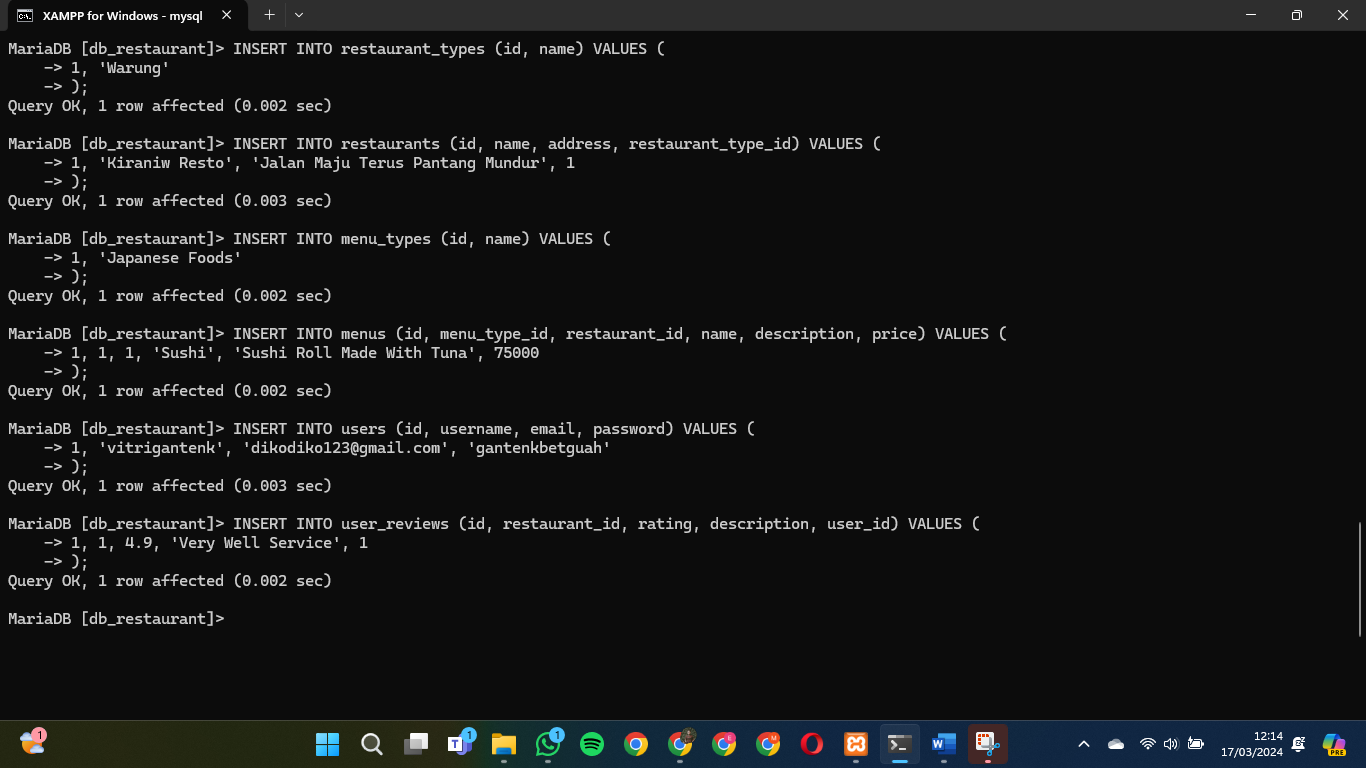 XAMPP for Windows - mysql
MariaDB [db_restaurant]> INSERT INTO restaurant_types (id, name) VALUES (
    -> 1, 'Warung'
    -> );
Query OK, 1 row affected (0.002 sec)
MariaDB [db_restaurant]> INSERT INTO restaurants (id, name, address, restaurant_type_id) VALUES (
    -> 1, 'Kiraniw Resto', 'Jalan Maju Terus Pantang Mundur', 1
    -> );
Query OK, 1 row affected (0.003 sec)
MariaDB [db_restaurant]> INSERT INTO menu_types (id, name) VALUES (
    -> 1, 'Japanese Foods'
    -> );
Query OK, 1 row affected (0.002 sec)
MariaDB [db_restaurant]> INSERT INTO menus (id, menu_type_id, restaurant_id, name, description, price) VALUES (
    -> 1, 1, 1, 'Sushi', 'Sushi Roll Made With Tuna', 75000
    -> );
Query OK, 1 row affected (0.002 sec)
MariaDB [db_restaurant]> INSERT INTO users (id, username, email, password) VALUES (
    -> 1, 'vitrigantenk', 'dikodiko123@gmail.com', 'gantenkbetguah'
    -> );
Query OK, 1 row affected (0.003 sec)
MariaDB [db_restaurant]> INSERT INTO user_reviews (id, restaurant_id, rating, description, user_id) VALUES (
    -> 1, 1, 4.9, 'Very Well Service', 1
    -> );
Query OK, 1 row affected (0.002 sec)
MariaDB [db_restaurant]>
1
1
1
12:14
17/03/2024
PRE